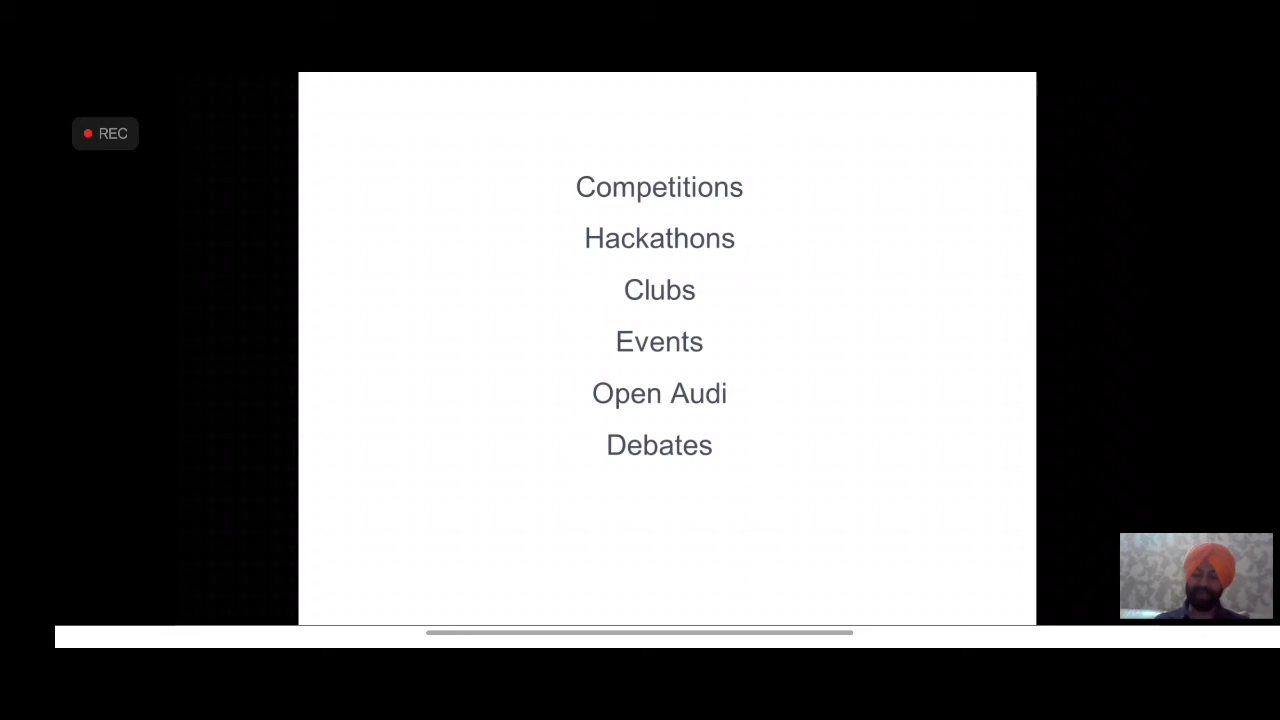 REC
Competitions
Hackathons
Clubs
Events
Open Audi
Debates